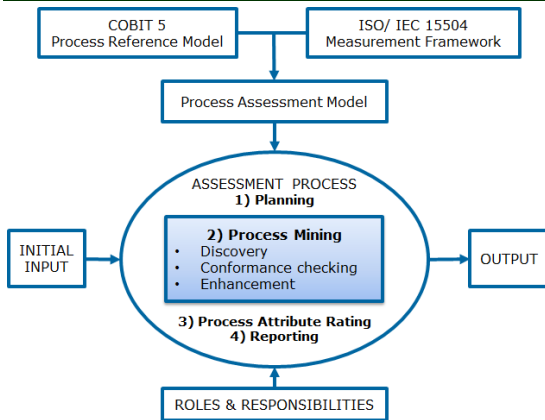 COBIT 5
Process Reference Model
ISO/ IEC 15504
Measurement Framework
Process Assessment Model
ASSESSMENT PROCESS
1) Planning
2) Process Mining
• Discovery
• Conformance checking
• Enhancement
INITIAL
INPUT
OUTPUT
3) Process Attribute Rating
4) Reporting
ROLES & RESPONSIBILITIES